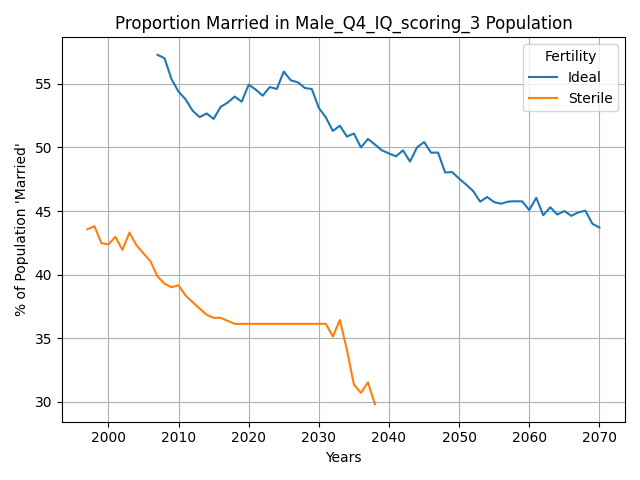 Proportion Married in Male_Q4_IQ_scoring_3 Population
% of Population 'Married'
55
50
45
40
35
30
Fertility
Ideal
Sterile
2000
2010
2020
2030
2040
2050
2060
2070
Years